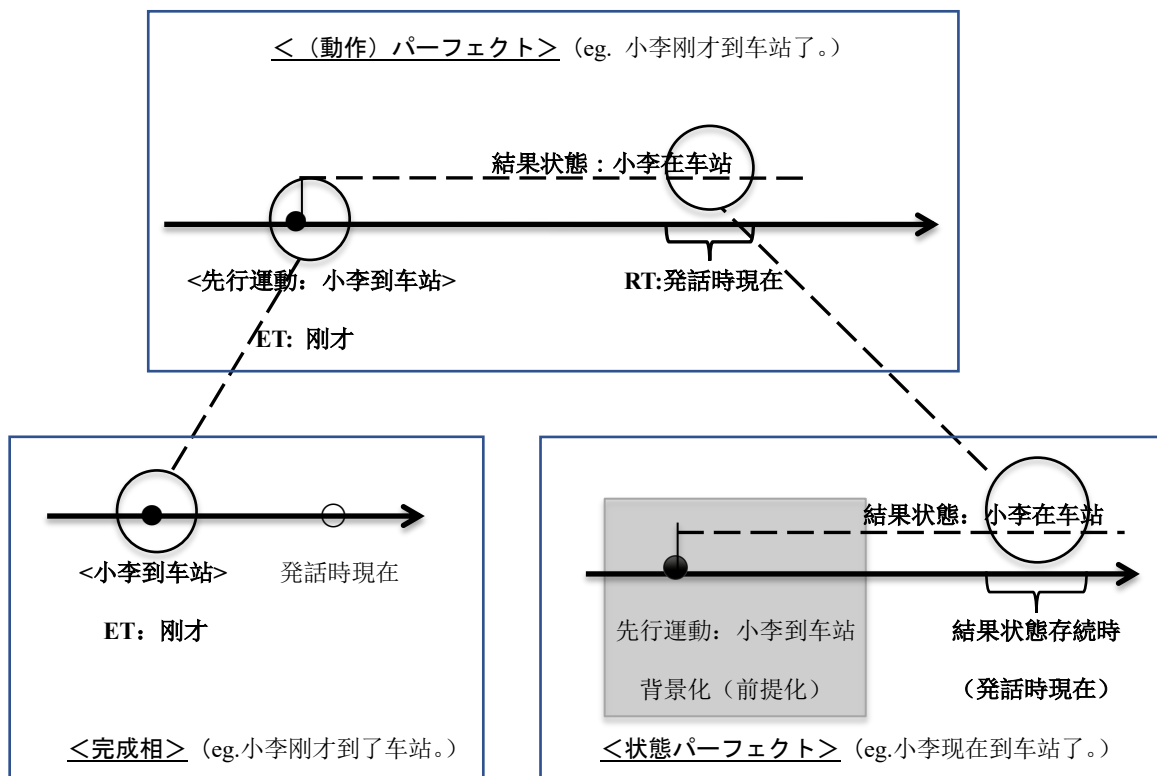 ＜（動作）パーフェクト＞（eg. 小李刚才到车站了。）
結果状態：小李在车站
<先行運動：小李到车站>
RT:発話時現在
ET: 刚才
結果状態：小李在车站
<小李到车站>
発話時現在
ET：刚才
先行運動：小李到车站
背景化（前提化）
結果状態存続時
（発話時現在）
＜完成相＞（eg.小李刚才到了车站。）
＜状態パーフェクト＞（eg.小李现在到车站了。）